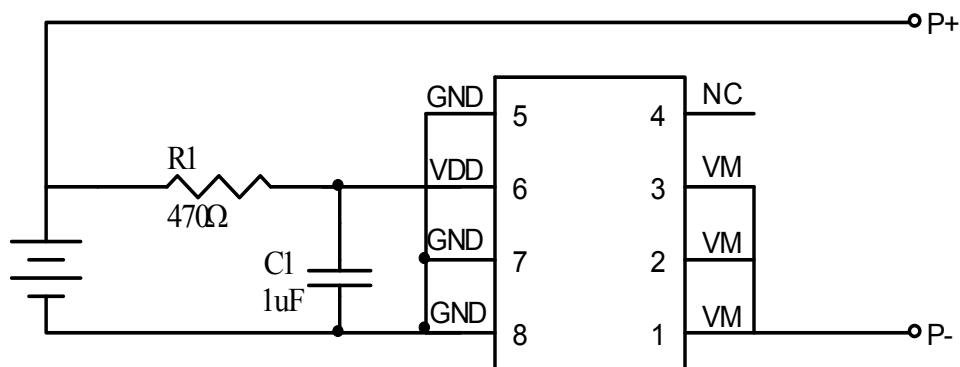 P+
GND 5 4 NC
R1 VDD 6 3 VM
470Ω
GND 7 2 VM
C1
1uF
GND 8 1 VM P-